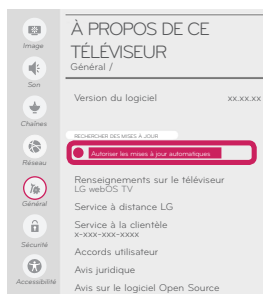 À PROPOS DE CE
TÉLÉVISEUR
Général /
Image
Son
Chaînes
Réseau
Général
Sécurité
Accessibilité
Version du logiciel xx.xx.xx
RECHERCHER DES MISES À JOUR
Autoriser les mises à jour automatiques
Renseignements sur le téléviseur
LG webOS TV
Service à distance LG
Service à la clientèle
x-xxx-xxx-xxxx
Accords utilisateur
Avis juridique
Avis sur le logiciel Open Source